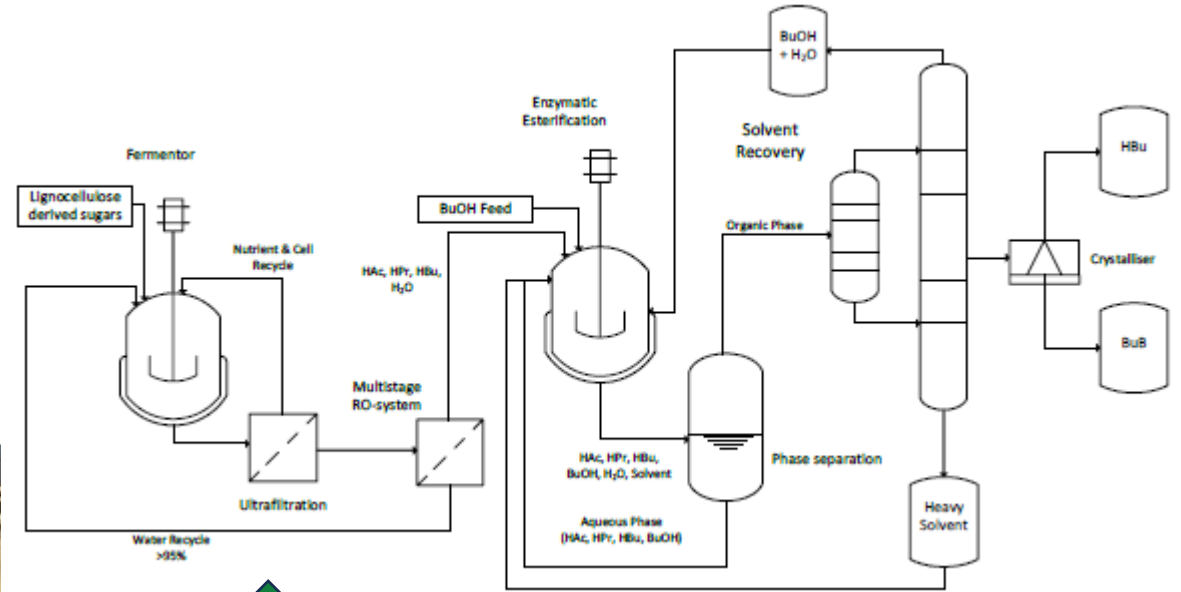 BuOH
+ H₂O
Enzymatic
Esterification
Solvent
Recovery
HBu
Fermentor
Lignocellulose
derived sugars
BuOH Feed
Organic Phase
Nutrient & Cell
Recycle
HAc, HPr, HBu,
H₂O
Crystalliser
BuB
Multistage
RO-system
HAc, HPr, HBu,
BuOH, H₂O, Solvent
Phase separation
Ultrafiltration
Heavy
Solvent
Aqueous Phase
(HAc, HPr, HBu, BuOH)
Water Recycle
>95%